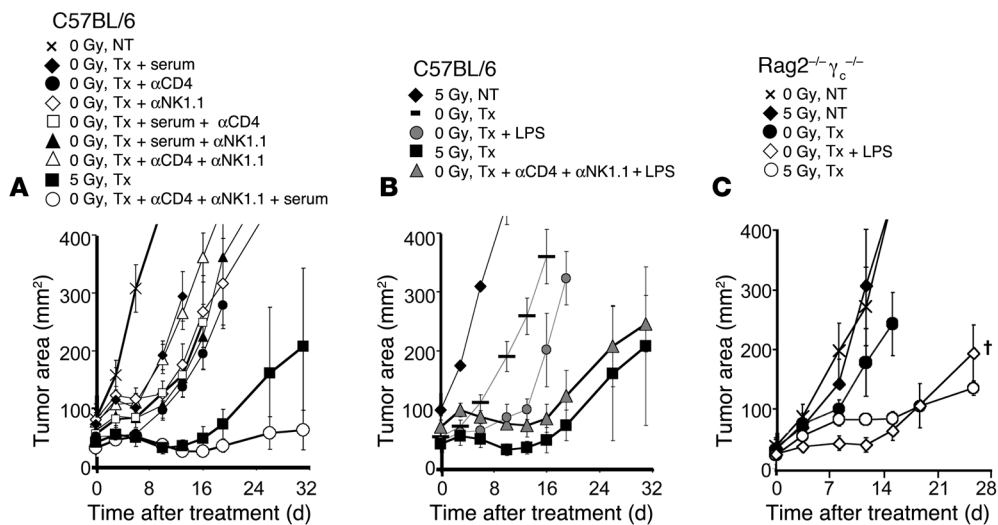 C57BL/6
0 Gy, NT
0 Gy, Tx + serum
0 Gy, Tx + αCD4
0 Gy, Tx + αNK1.1
0 Gy, Tx + serum + αCD4
0 Gy, Tx + serum + αNK1.1
0 Gy, Tx + αCD4 + αNK1.1
5 Gy, Tx
0 Gy, Tx + αCD4 + αNK1.1 + serum
A
400
300
200
100
0
Tumor area (mm²)
0 8 16 24 32
Time after treatment (d)
C57BL/6
5 Gy, NT
0 Gy, Tx
0 Gy, Tx + LPS
5 Gy, Tx
0 Gy, Tx + αCD4 + αNK1.1 + LPS
B
400
300
200
100
0
Tumor area (mm²)
0 8 16 24 32
Time after treatment (d)
Rag2⁻/⁻γc⁻/⁻
0 Gy, NT
5 Gy, NT
0 Gy, Tx
0 Gy, Tx + LPS
5 Gy, Tx
C
400
300
200
100
0
†
Tumor area (mm²)
0 7 14 21 28
Time after treatment (d)